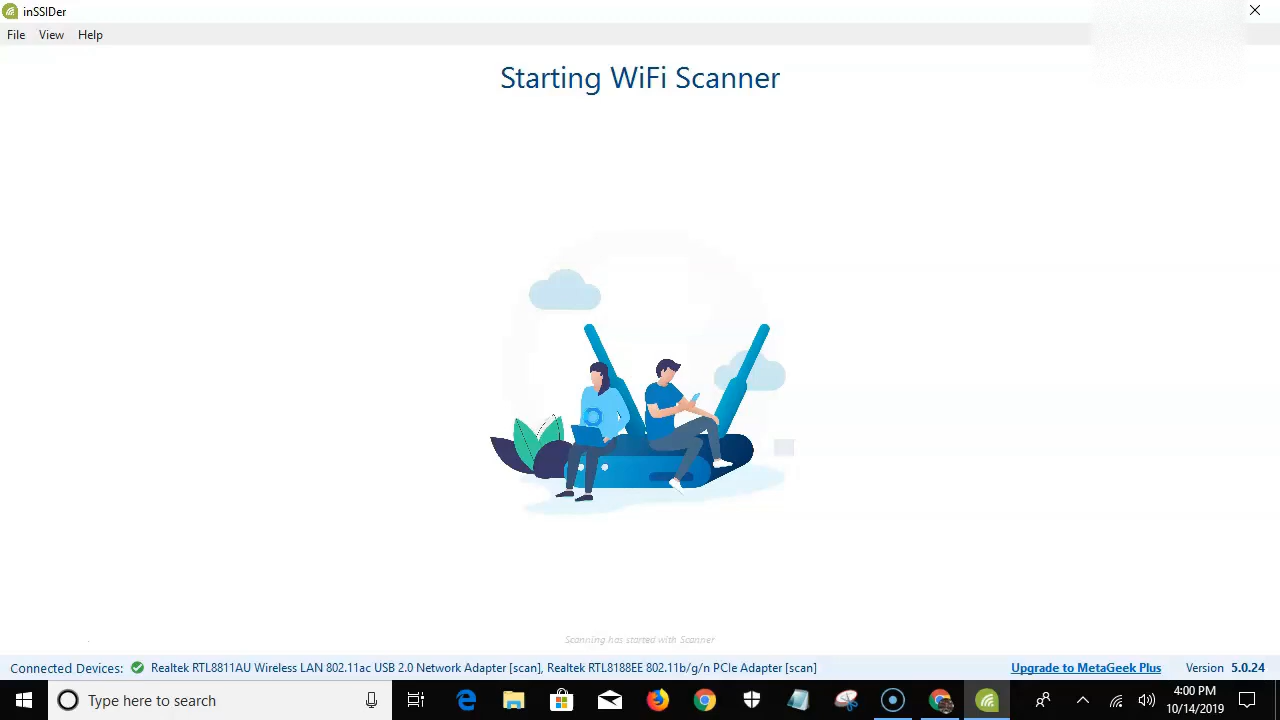 inSSIDer
File View Help
Starting WiFi Scanner
Scanning has started with Scanner
Connected Devices: Realtek RTL8811AU Wireless LAN 802.11ac USB 2.0 Network Adapter [scan], Realtek RTL8188EE 802.11b/g/n PCIe Adapter [scan] Upgrade to MetaGeek Plus Version 5.0.24
Type here to search
4:00 PM
10/14/2019